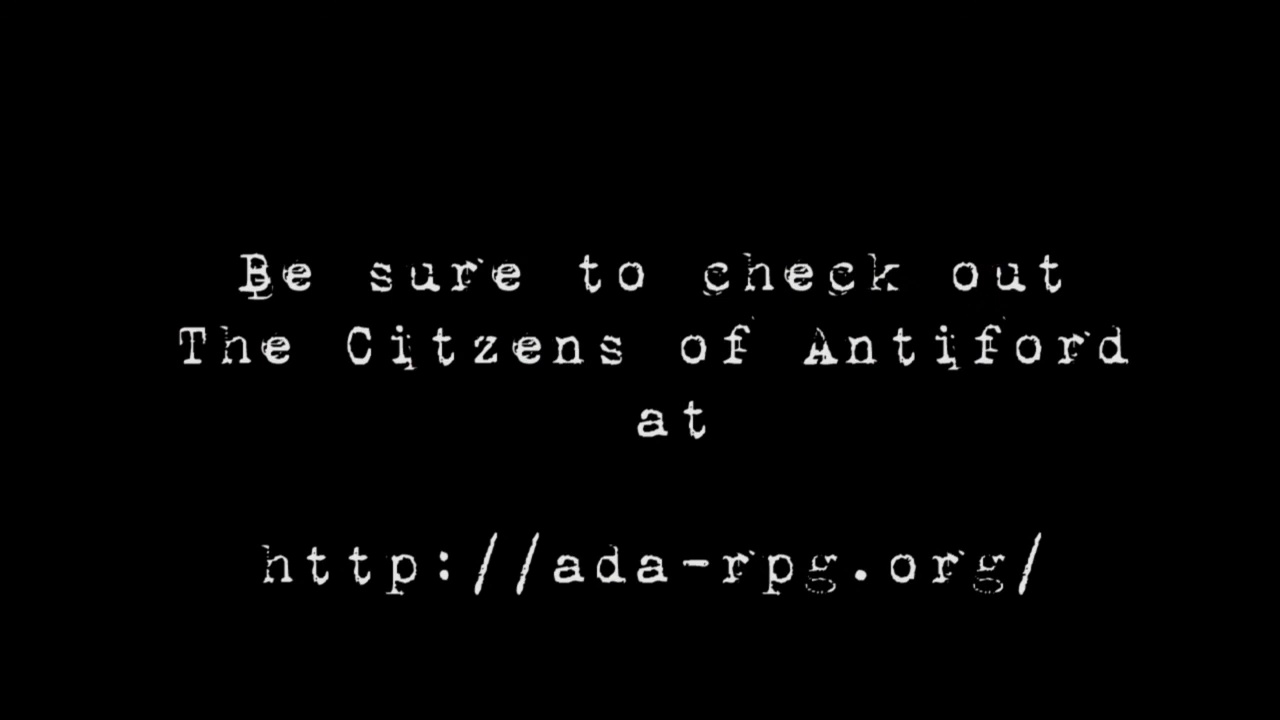 Be sure to check out
The Citzens of Antiford
at
http://ada-rpg.org/